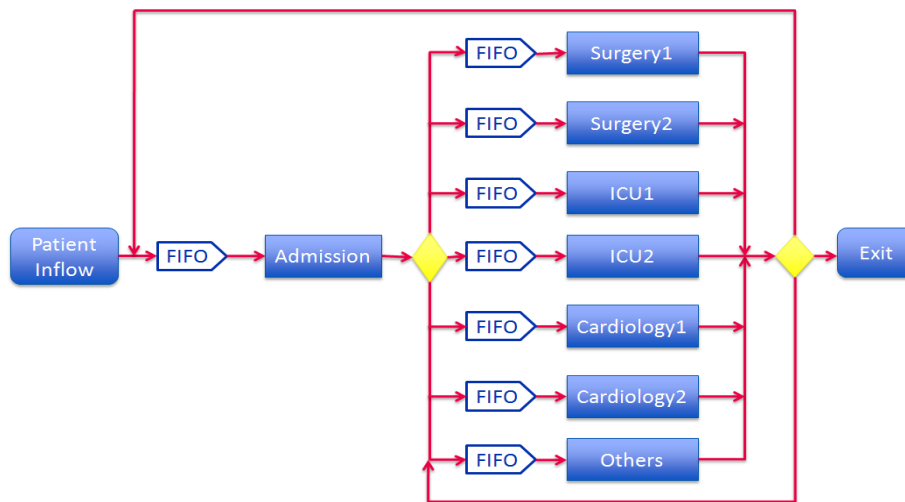 FIFO
Surgery1
FIFO
Surgery2
FIFO
ICU1
Patient
Inflow
FIFO
Admission
FIFO
ICU2
Exit
FIFO
Cardiology1
FIFO
Cardiology2
FIFO
Others